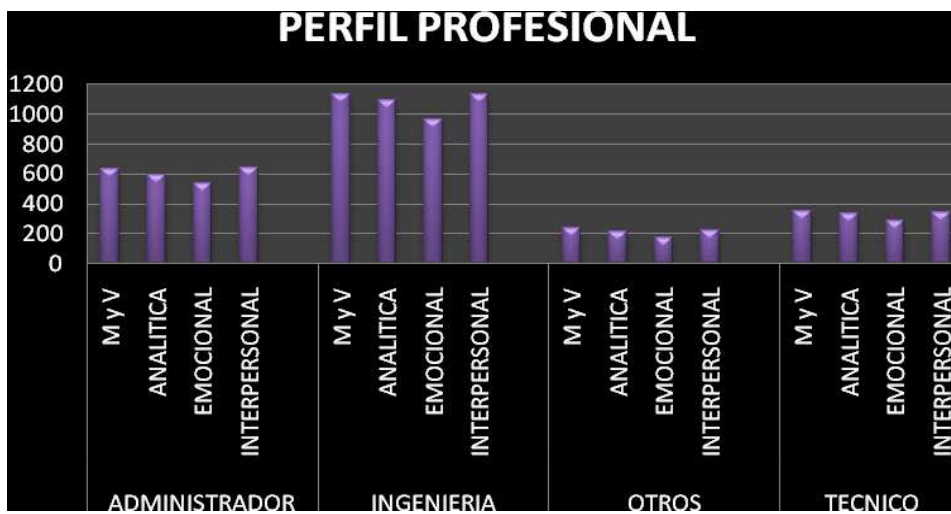 PERFIL PROFESIONAL
1200
1000
800
600
400
200
0
M y V
ANALITICA
EMOCIONAL
INTERPERSONAL
M y V
ANALITICA
EMOCIONAL
INTERPERSONAL
M y V
ANALITICA
EMOCIONAL
INTERPERSONAL
M y V
ANALITICA
EMOCIONAL
INTERPERSONAL
ADMINISTRADOR
INGENIERIA
OTROS
TECNICO